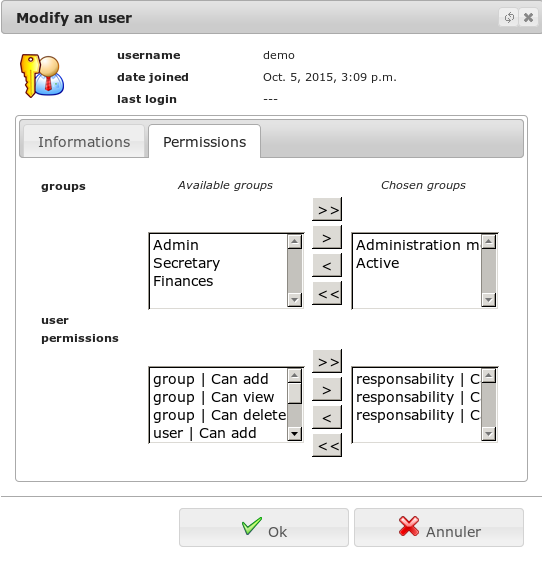 Modify an user
username demo
date joined Oct. 5, 2015, 3:09 p.m.
last login ---
Informations Permissions
groups Available groups Chosen groups
>>
>
<
<<
Admin
Secretary
Finances
Administration m
Active
user
permissions
>>
>
<
<<
group | Can add
group | Can view
group | Can delete
user | Can add
responsability | C
responsability | C
responsability | C
Ok Annuler